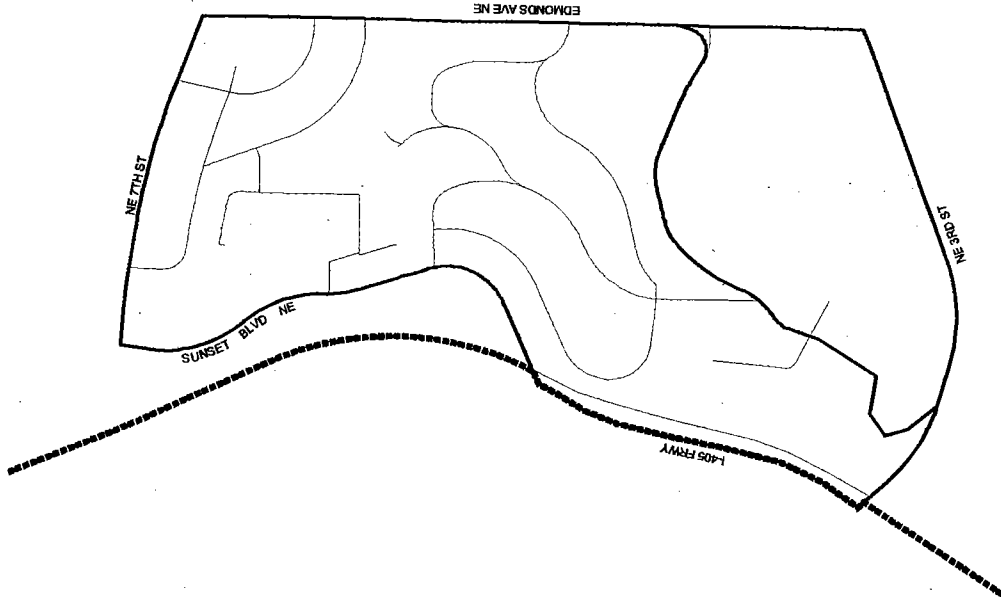 EDMONDS AVE NE
NE 7TH ST
NE 3RD ST
SUNSET BLVD NE
I-405 FRWY